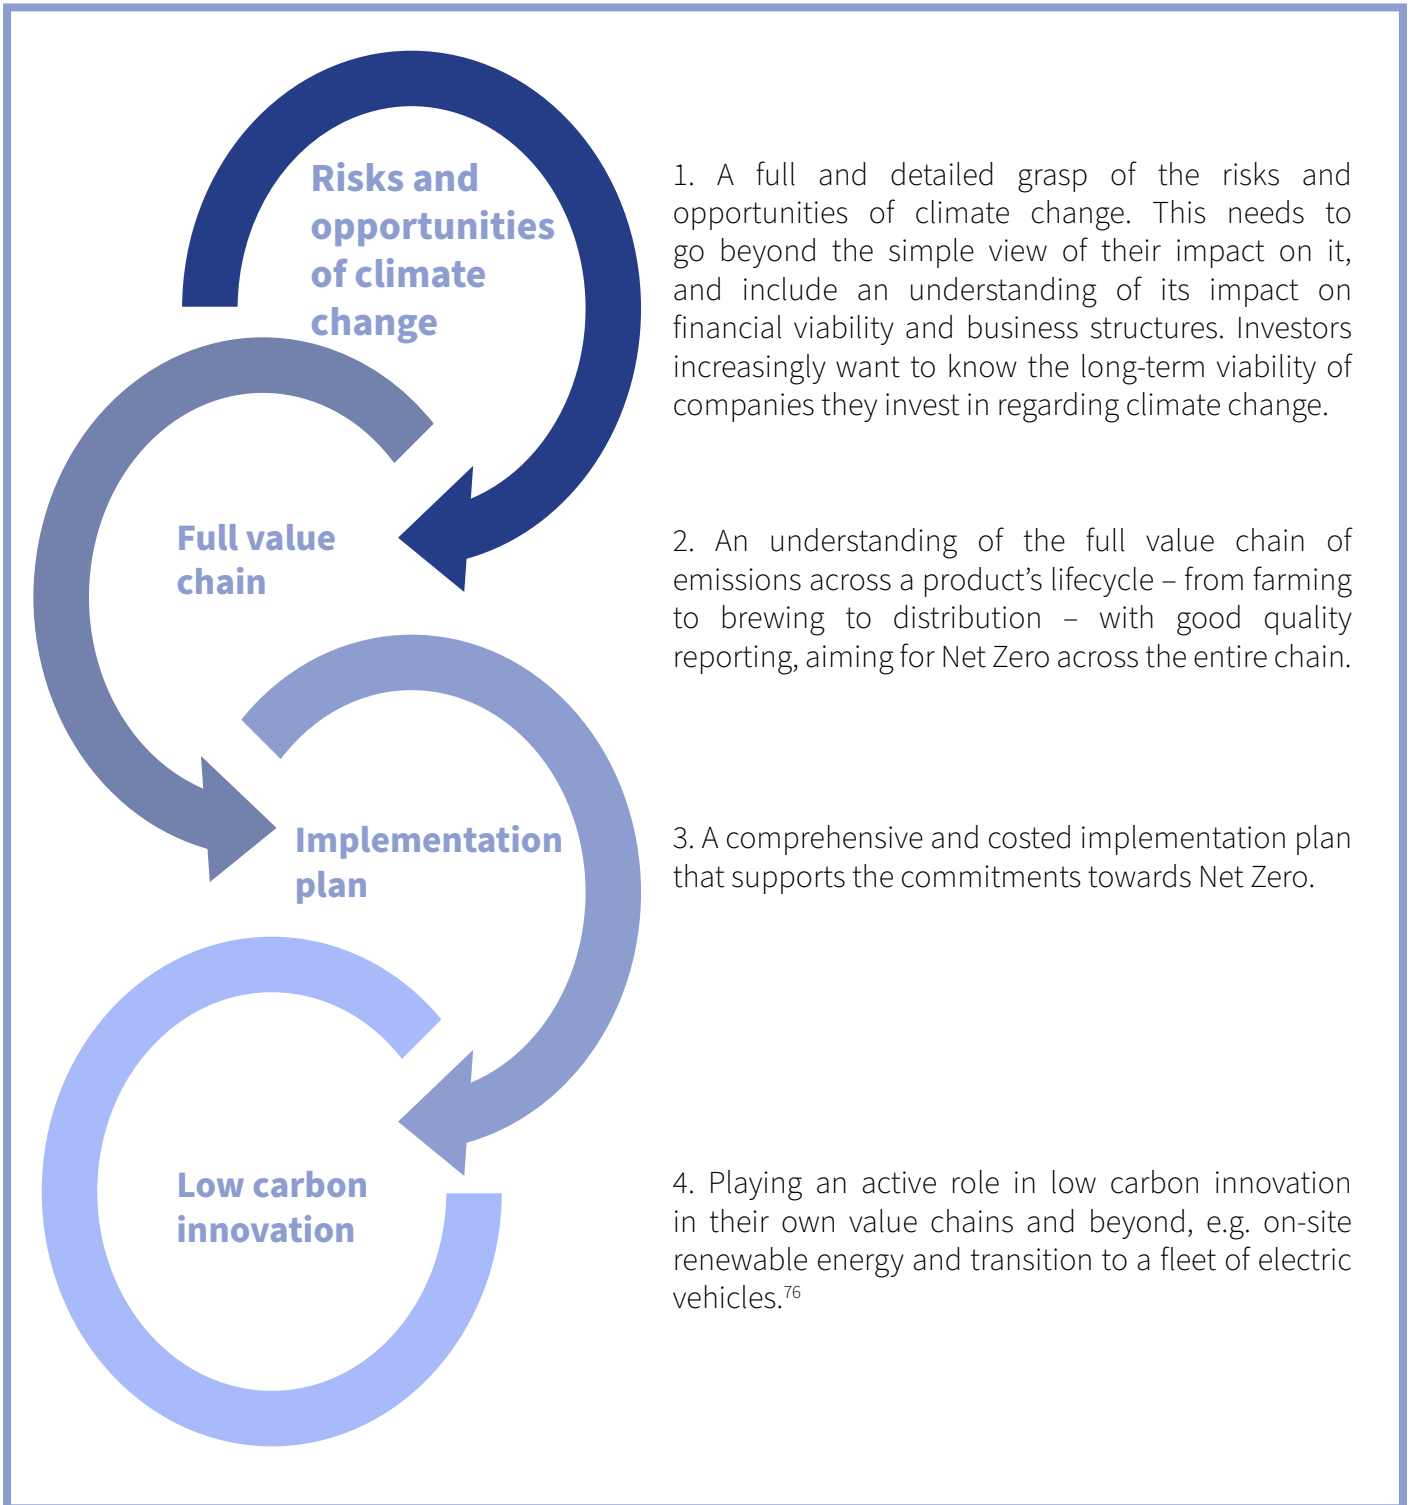 Risks and
opportunities
of climate
change
1. A full and detailed grasp of the risks and
opportunities of climate change. This needs to
go beyond the simple view of their impact on it,
and include an understanding of its impact on
financial viability and business structures. Investors
increasingly want to know the long-term viability of
companies they invest in regarding climate change.
Full value
chain
2. An understanding of the full value chain of
emissions across a product’s lifecycle – from farming
to brewing to distribution – with good quality
reporting, aiming for Net Zero across the entire chain.
Implementation
plan
3. A comprehensive and costed implementation plan
that supports the commitments towards Net Zero.
Low carbon
innovation
4. Playing an active role in low carbon innovation
in their own value chains and beyond, e.g. on-site
renewable energy and transition to a fleet of electric
vehicles.76